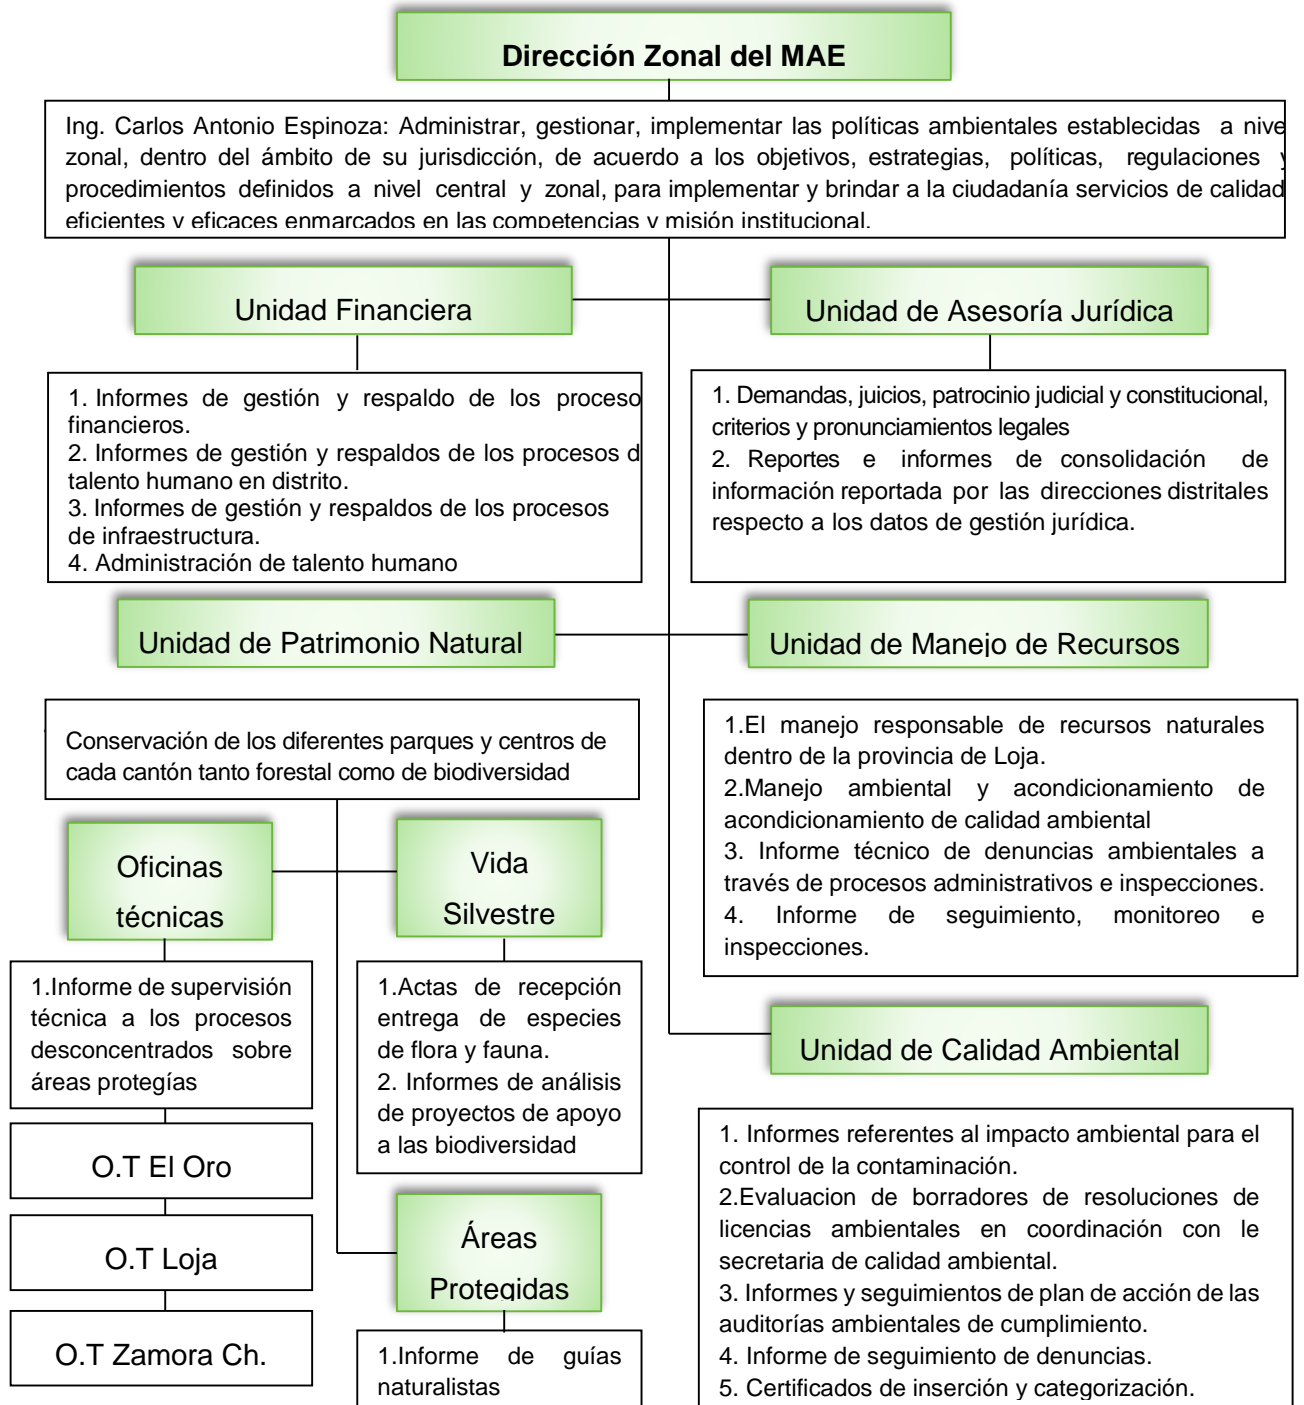 Dirección Zonal del MAE
Ing. Carlos Antonio Espinoza: Administrar, gestionar, implementar las políticas ambientales establecidas a nive
zonal, dentro del ámbito de su jurisdicción, de acuerdo a los objetivos, estrategias, políticas, regulaciones y
procedimientos definidos a nivel central y zonal, para implementar y brindar a la ciudadanía servicios de calidad
eficientes y eficaces enmarcados en las competencias y misión institucional.
Unidad Financiera
1. Informes de gestión y respaldo de los proceso
financieros.
2. Informes de gestión y respaldos de los procesos d
talento humano en distrito.
3. Informes de gestión y respaldos de los procesos
de infraestructura.
4. Administración de talento humano
Unidad de Asesoría Jurídica
1. Demandas, juicios, patrocinio judicial y constitucional,
criterios y pronunciamientos legales
2. Reportes e informes de consolidación de
información reportada por las direcciones distritales
respecto a los datos de gestión jurídica.
Unidad de Patrimonio Natural
Conservación de los diferentes parques y centros de
cada cantón tanto forestal como de biodiversidad
Unidad de Manejo de Recursos
1.El manejo responsable de recursos naturales
dentro de la provincia de Loja.
2.Manejo ambiental y acondicionamiento de
acondicionamiento de calidad ambiental
3. Informe técnico de denuncias ambientales a
través de procesos administrativos e inspecciones.
4. Informe de seguimiento, monitoreo e
inspecciones.
Oficinas
técnicas
1.Informe de supervisión
técnica a los procesos
desconcentrados sobre
áreas protegías
O.T El Oro
O.T Loja
O.T Zamora Ch.
Vida
Silvestre
1.Actas de recepción
entrega de especies
de flora y fauna.
2. Informes de análisis
de proyectos de apoyo
a las biodiversidad
Áreas
Protegidas
1.Informe de guías
naturalistas
Unidad de Calidad Ambiental
1. Informes referentes al impacto ambiental para el
control de la contaminación.
2.Evaluacion de borradores de resoluciones de
licencias ambientales en coordinación con le
secretaria de calidad ambiental.
3. Informes y seguimientos de plan de acción de las
auditorías ambientales de cumplimiento.
4. Informe de seguimiento de denuncias.
5. Certificados de inserción y categorización.